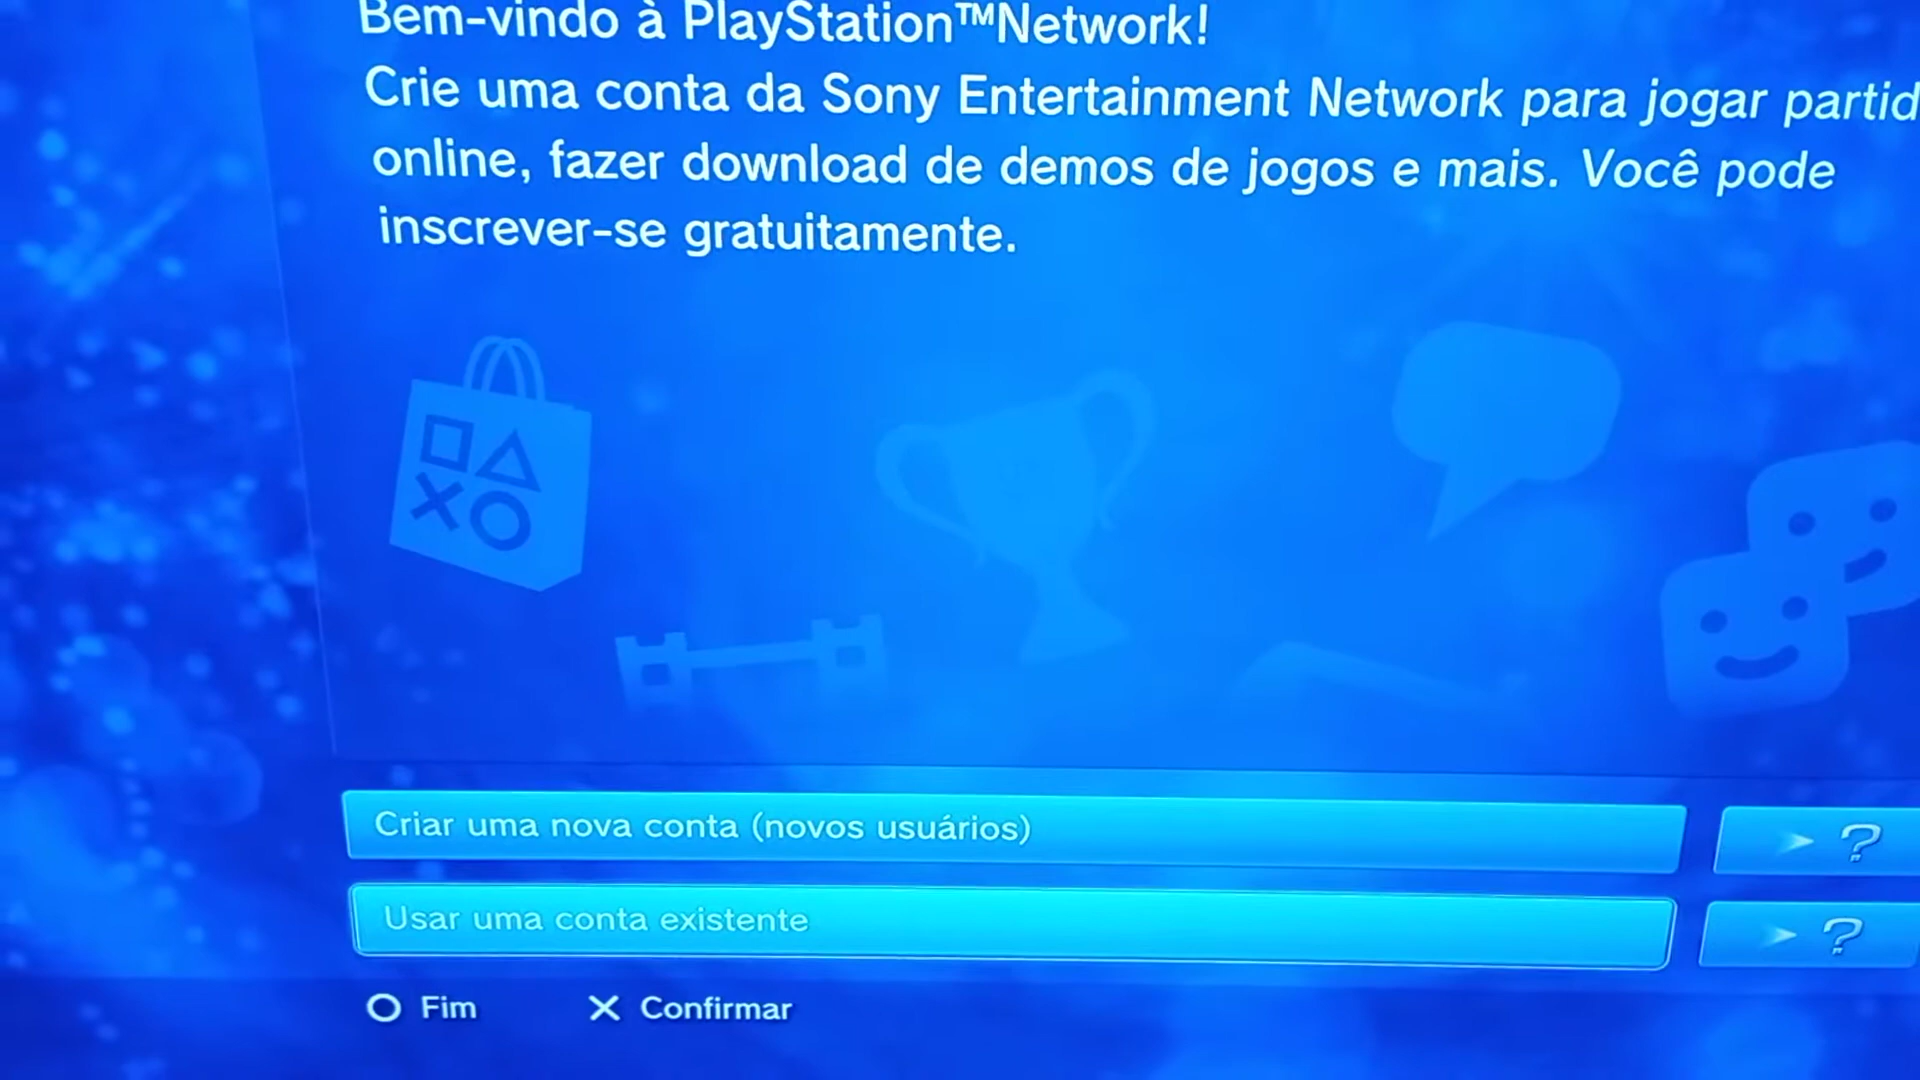 Bem-vindo à PlayStation™Network!
Crie uma conta da Sony Entertainment Network para jogar partid
online, fazer download de demos de jogos e mais. Você pode
inscrever-se gratuitamente.
Criar uma nova conta (novos usuários)
?
Usar uma conta existente
?
Fim
Confirmar